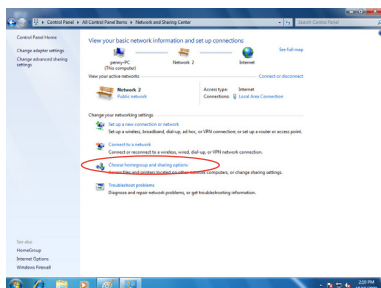 Control Panel ▸ All Control Panel Items ▸ Network and Sharing Center
Search Control Panel
Control Panel Home
Change adapter settings
Change advanced sharing
settings
View your basic network information and set up connections
See full map
penny-PC
(This computer)
Network 2
Internet
View your active networks
Connect or disconnect
Network 2
Public network
Access type: Internet
Connections: Local Area Connection
Change your networking settings
Set up a new connection or network
Set up a wireless, broadband, dial-up, ad hoc, or VPN connection; or set up a router or access point.
Connect to a network
Connect or reconnect to a wireless, wired, dial-up, or VPN network connection.
Choose homegroup and sharing options
Access files and printers located on other network computers, or change sharing settings.
Troubleshoot problems
Diagnose and repair network problems, or get troubleshooting information.
See also
HomeGroup
Internet Options
Windows Firewall
2:10 PM